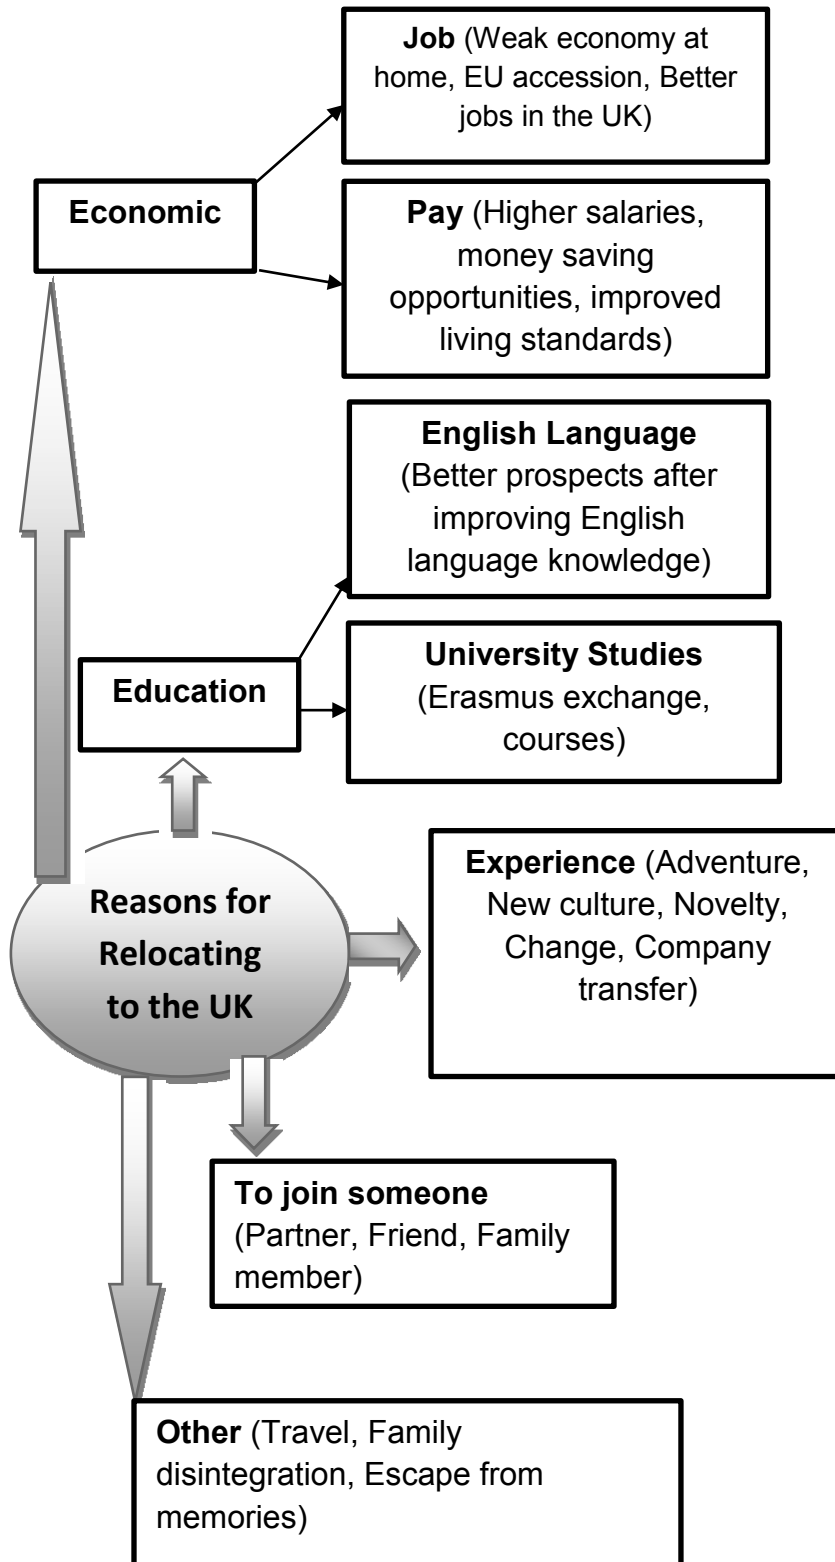 Job (Weak economy at
home, EU accession, Better
jobs in the UK)
Economic
Pay (Higher salaries,
money saving
opportunities, improved
living standards)
English Language
(Better prospects after
improving English
language knowledge)
Education
University Studies
(Erasmus exchange,
courses)
Reasons for
Relocating
to the UK
Experience (Adventure,
New culture, Novelty,
Change, Company
transfer)
To join someone
(Partner, Friend, Family
member)
Other (Travel, Family
disintegration, Escape from
memories)